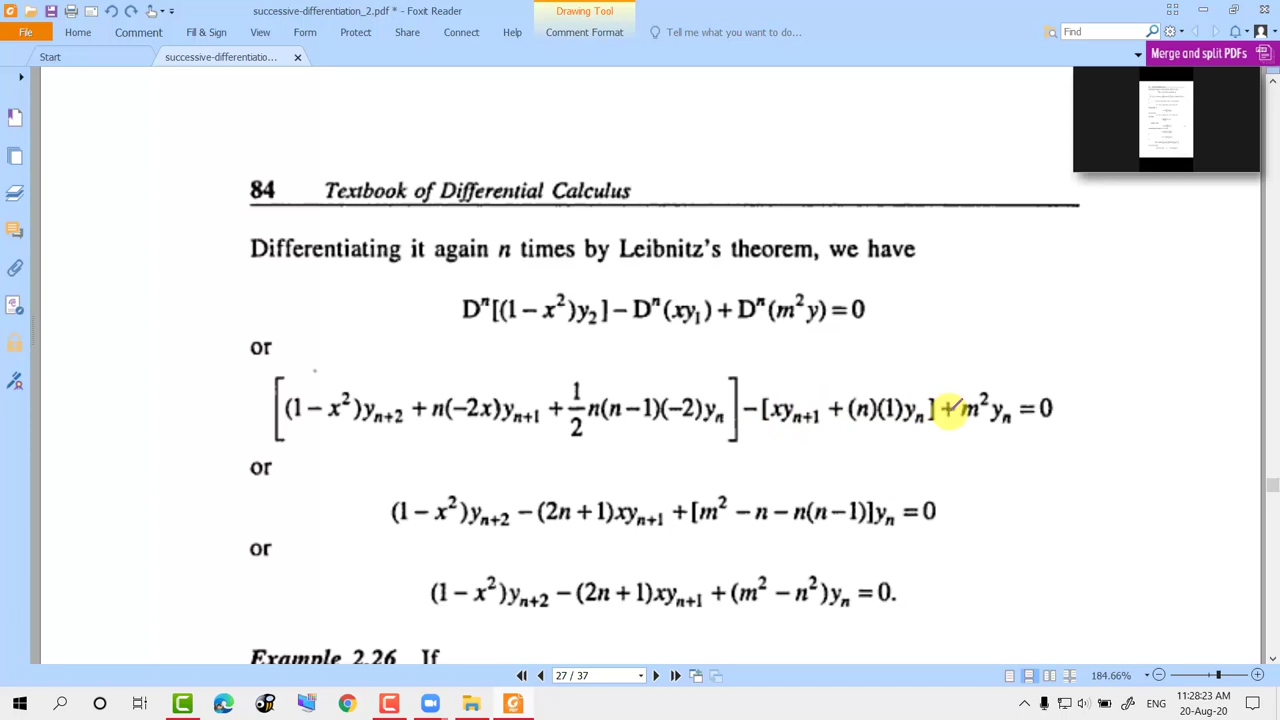 successive-differentiation_2.pdf * - Foxit Reader
Drawing Tool
File Home Comment Fill & Sign View Form Protect Share Connect Help Comment Format Tell me what you want to do... Find
Start successive-differentiatio... Merge and split PDFs
84 Textbook of Differential Calculus
Differentiating it again n times by Leibnitz's theorem, we have
Dⁿ[(1 − x²)y₂] − Dⁿ(xy₁) + Dⁿ(m²y) = 0
or
[(1 − x²)yₙ₊₂ + n(−2x)yₙ₊₁ + 1/2 n(n−1)(−2)yₙ] − [xyₙ₊₁ + (n)(1)yₙ] + m²yₙ = 0
or
(1 − x²)yₙ₊₂ − (2n + 1)xyₙ₊₁ + [m² − n − n(n−1)]yₙ = 0
or
(1 − x²)yₙ₊₂ − (2n + 1)xyₙ₊₁ + (m² − n²)yₙ = 0.
Example 2.26 If
27 / 37 184.66%
ENG 11:28:23 AM
20-Aug-20